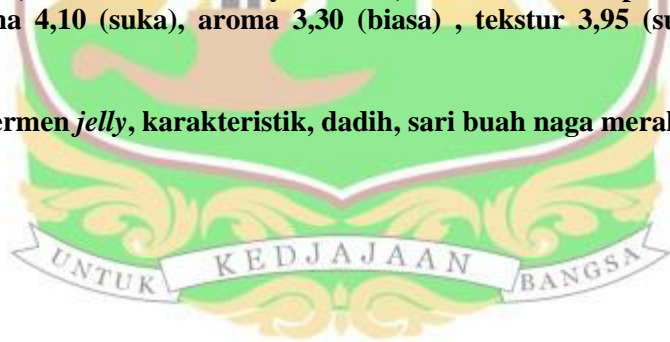 na 4,10 (suka), aroma 3,30 (biasa) , tekstur 3,95 (su
ermen jelly, karakteristik, dadih, sari buah naga mera
UNTUK KEDJAJAAN BANGSA